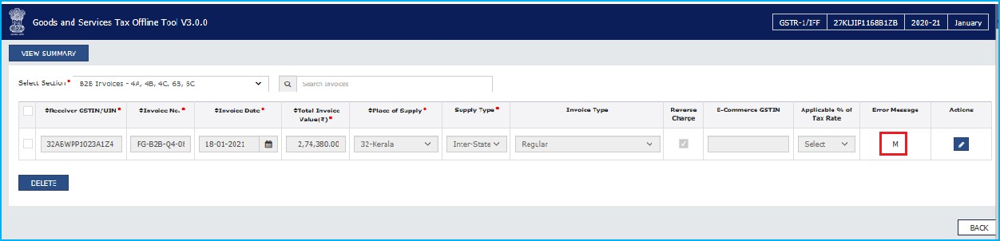 Goods and Services Tax Offline Tool V3.0.0
GSTR-1/IFF 27KLJIP1168B1ZB 2020-21 January
VIEW SUMMARY
Select Section• B2B Invoices - 4A, 4B, 4C, 6B, 6C Search Invoices
Receiver GSTIN/UIN• Invoice No.• Invoice Date• Total Invoice Value(₹)• Place of Supply• Supply Type• Invoice Type Reverse Charge E-Commerce GSTIN Applicable % of Tax Rate Error Message Actions
32ABWPP1023A1Z4 FG-B2B-Q4-08 18-01-2021 2,74,380.00 32-Kerala Inter-State Regular Select M
DELETE
BACK